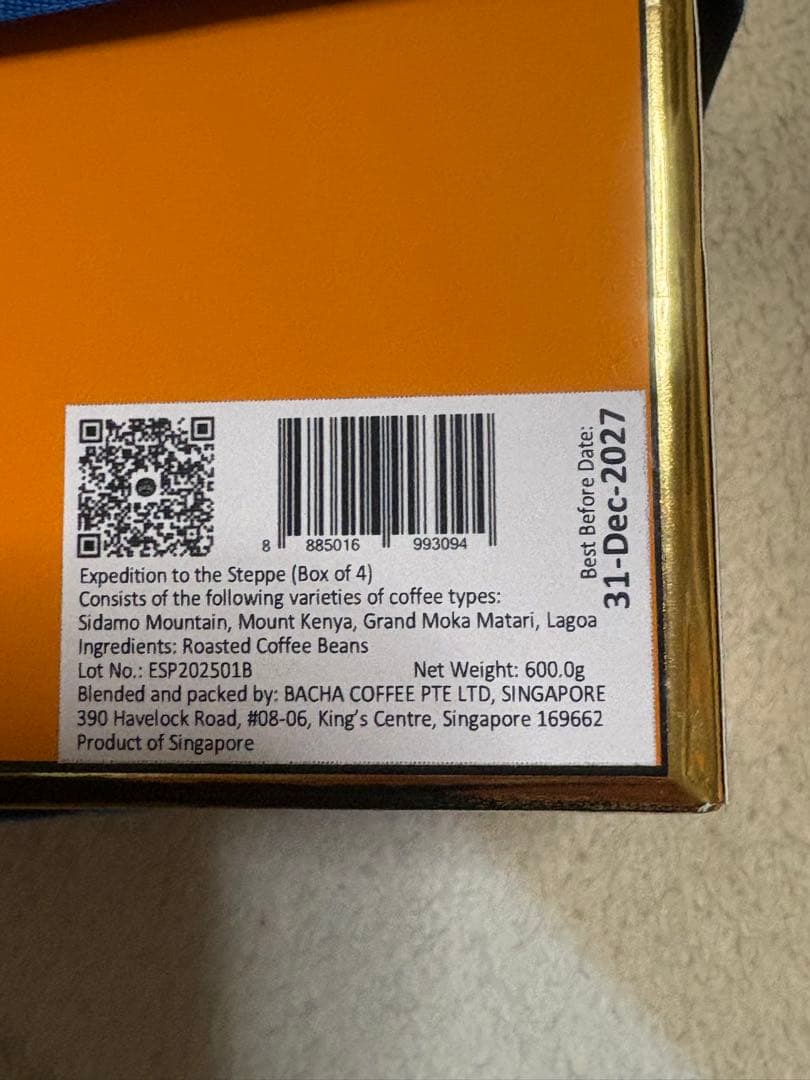 8 885016 993094
Best Before Date:
31-Dec-2027
Expedition to the Steppe (Box of 4)
Consists of the following varieties of coffee types:
Sidamo Mountain, Mount Kenya, Grand Moka Matari, Lagoa
Ingredients: Roasted Coffee Beans
Lot No.: ESP202501B Net Weight: 600.0g
Blended and packed by: BACHA COFFEE PTE LTD, SINGAPORE
390 Havelock Road, #08-06, King's Centre, Singapore 169662
Product of Singapore